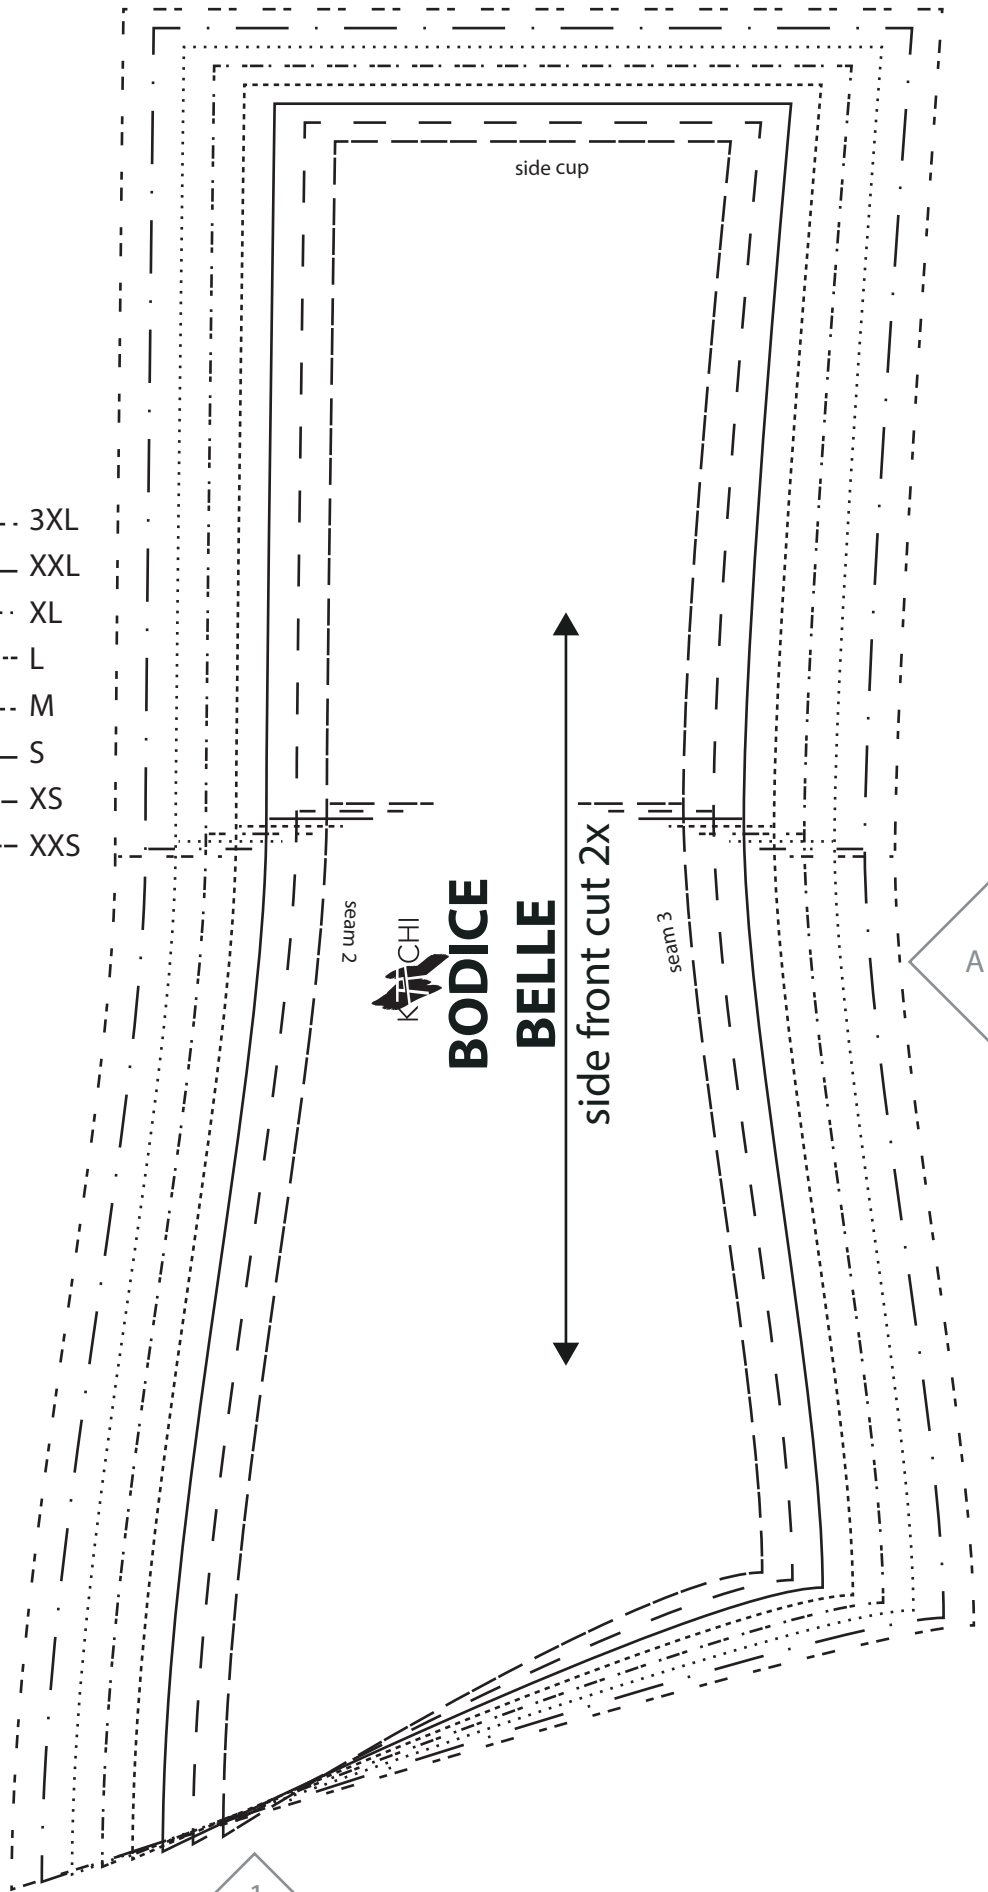 side cup
3XL
XXL
XL
L
M
S
XS
XXS
seam 2
BODICE
BELLE
side front cut 2x
seam 3
A
1